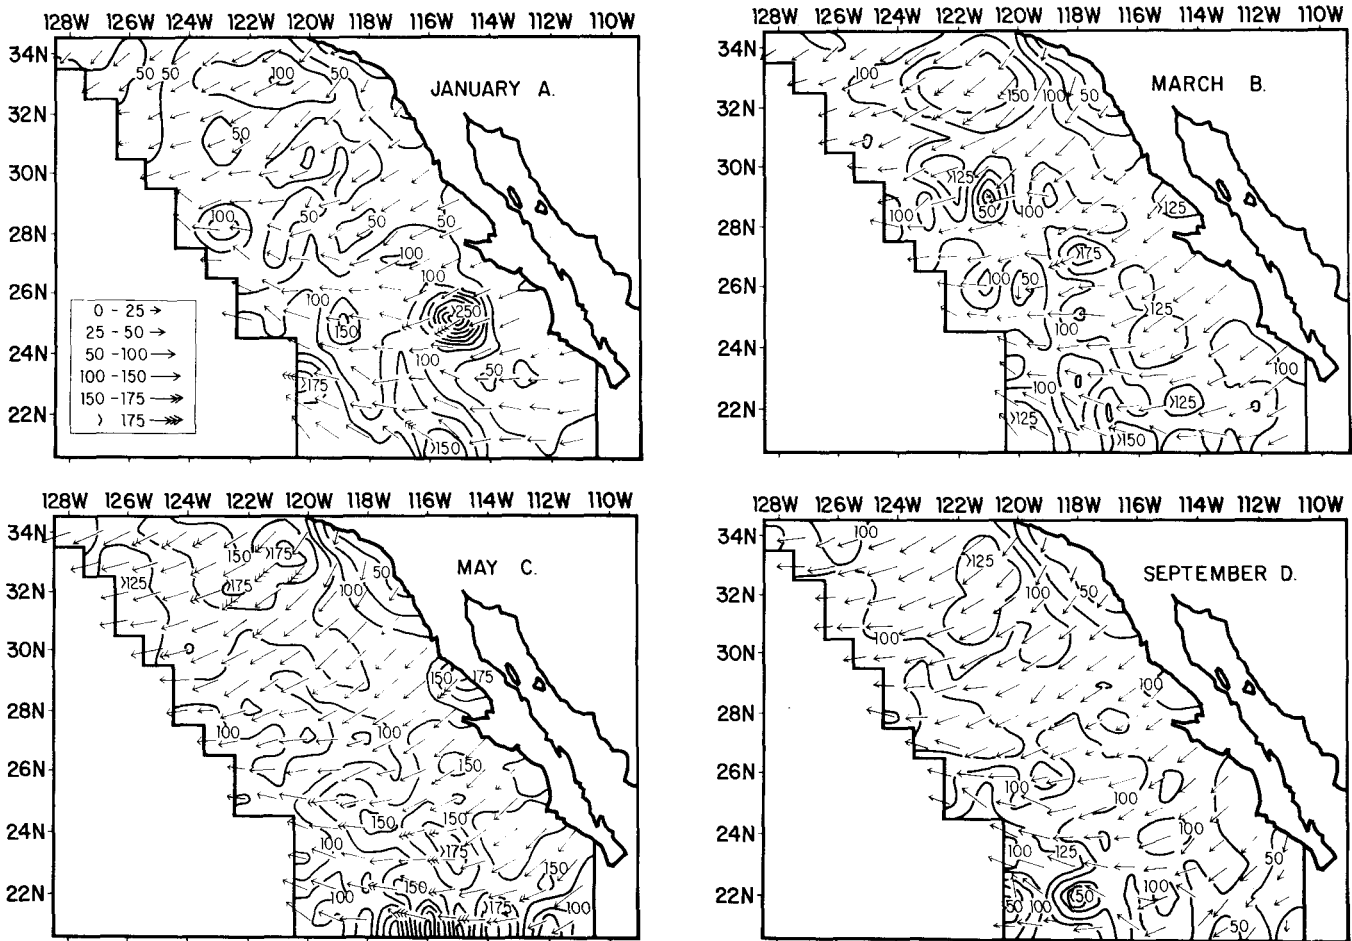 128W 126W 124W 122W 120W 118W 116W 114W 112W 110W
34N
32N
30N
28N
26N
24N
22N
JANUARY A.
50 50 100 50
50
50
100 50 50 50
100
100
100 150 250
100
50
〉175
〉150
0 - 25
25 - 50
50 - 100
100 - 150
150 - 175
〉 175
128W 126W 124W 122W 120W 118W 116W 114W 112W 110W
34N
32N
30N
28N
26N
24N
22N
MARCH B.
100 150 100 50
〉125
100 50 100 〉125
〉175
100 50 〉125
100
100 100
〉125 〉125
〉150
128W 126W 124W 122W 120W 118W 116W 114W 112W 110W
34N
32N
30N
28N
26N
24N
22N
MAY C.
150 〉175
〉125 〉175 100 50
150 175
100 100
150
150 150
100 〉175
150 150
100 175 100
128W 126W 124W 122W 120W 118W 116W 114W 112W 110W
34N
32N
30N
28N
26N
24N
22N
SEPTEMBER D.
100
〉125
100 50
100
100
100 100
100
100 125 50
50 100 50 100
50